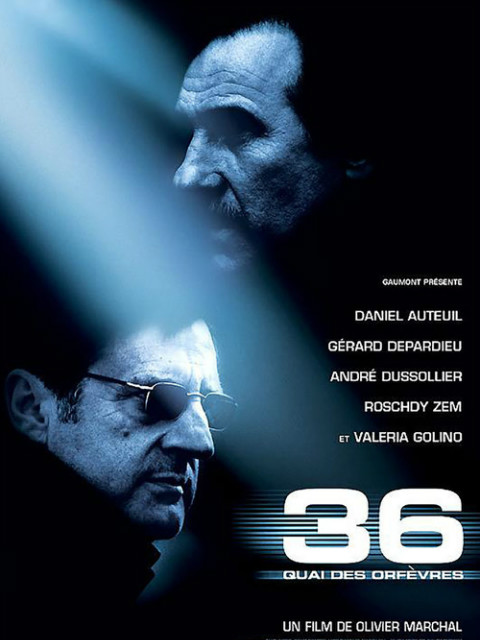 GAUMONT PRÉSENTE
DANIEL AUTEUIL
GÉRARD DEPARDIEU
ANDRÉ DUSSOLLIER
ROSCHDY ZEM
ET VALERIA GOLINO
36
QUAI DES ORFÈVRES
UN FILM DE OLIVIER MARCHAL